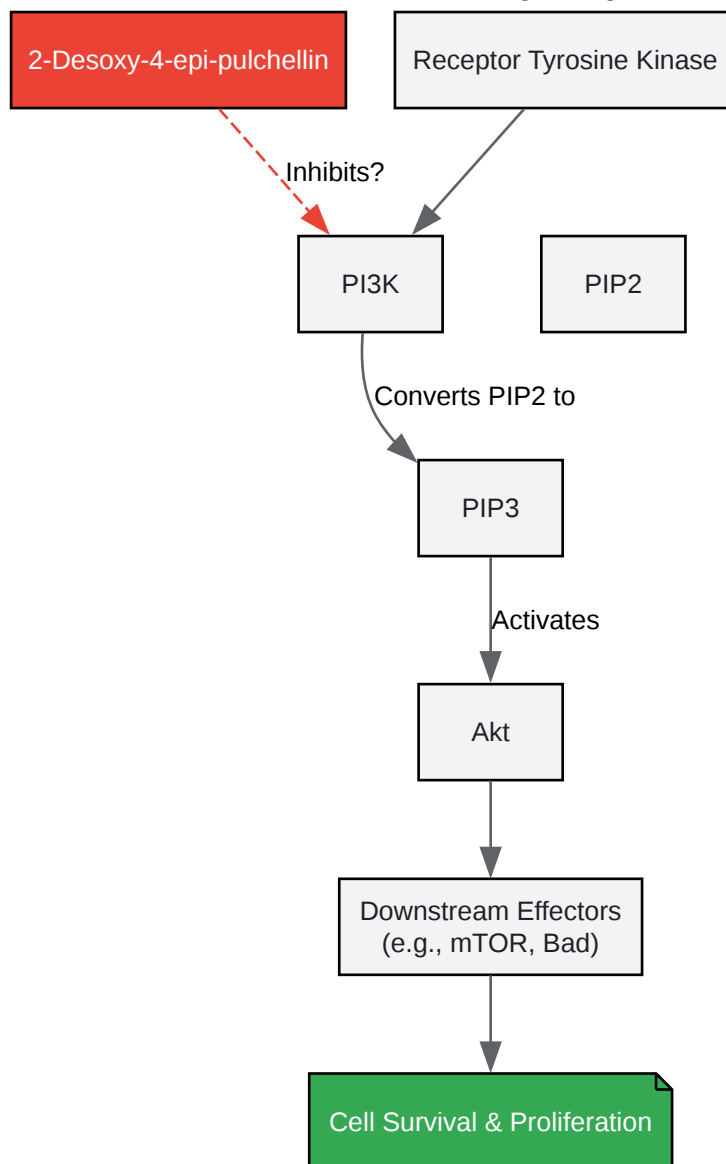 2-Desoxy-4-epi-pulchellin
Receptor Tyrosine Kinase
Inhibits?
PI3K
PIP2
Converts PIP2 to
PIP3
Activates
Akt
Downstream Effectors
(e.g., mTOR, Bad)
Cell Survival & Proliferation